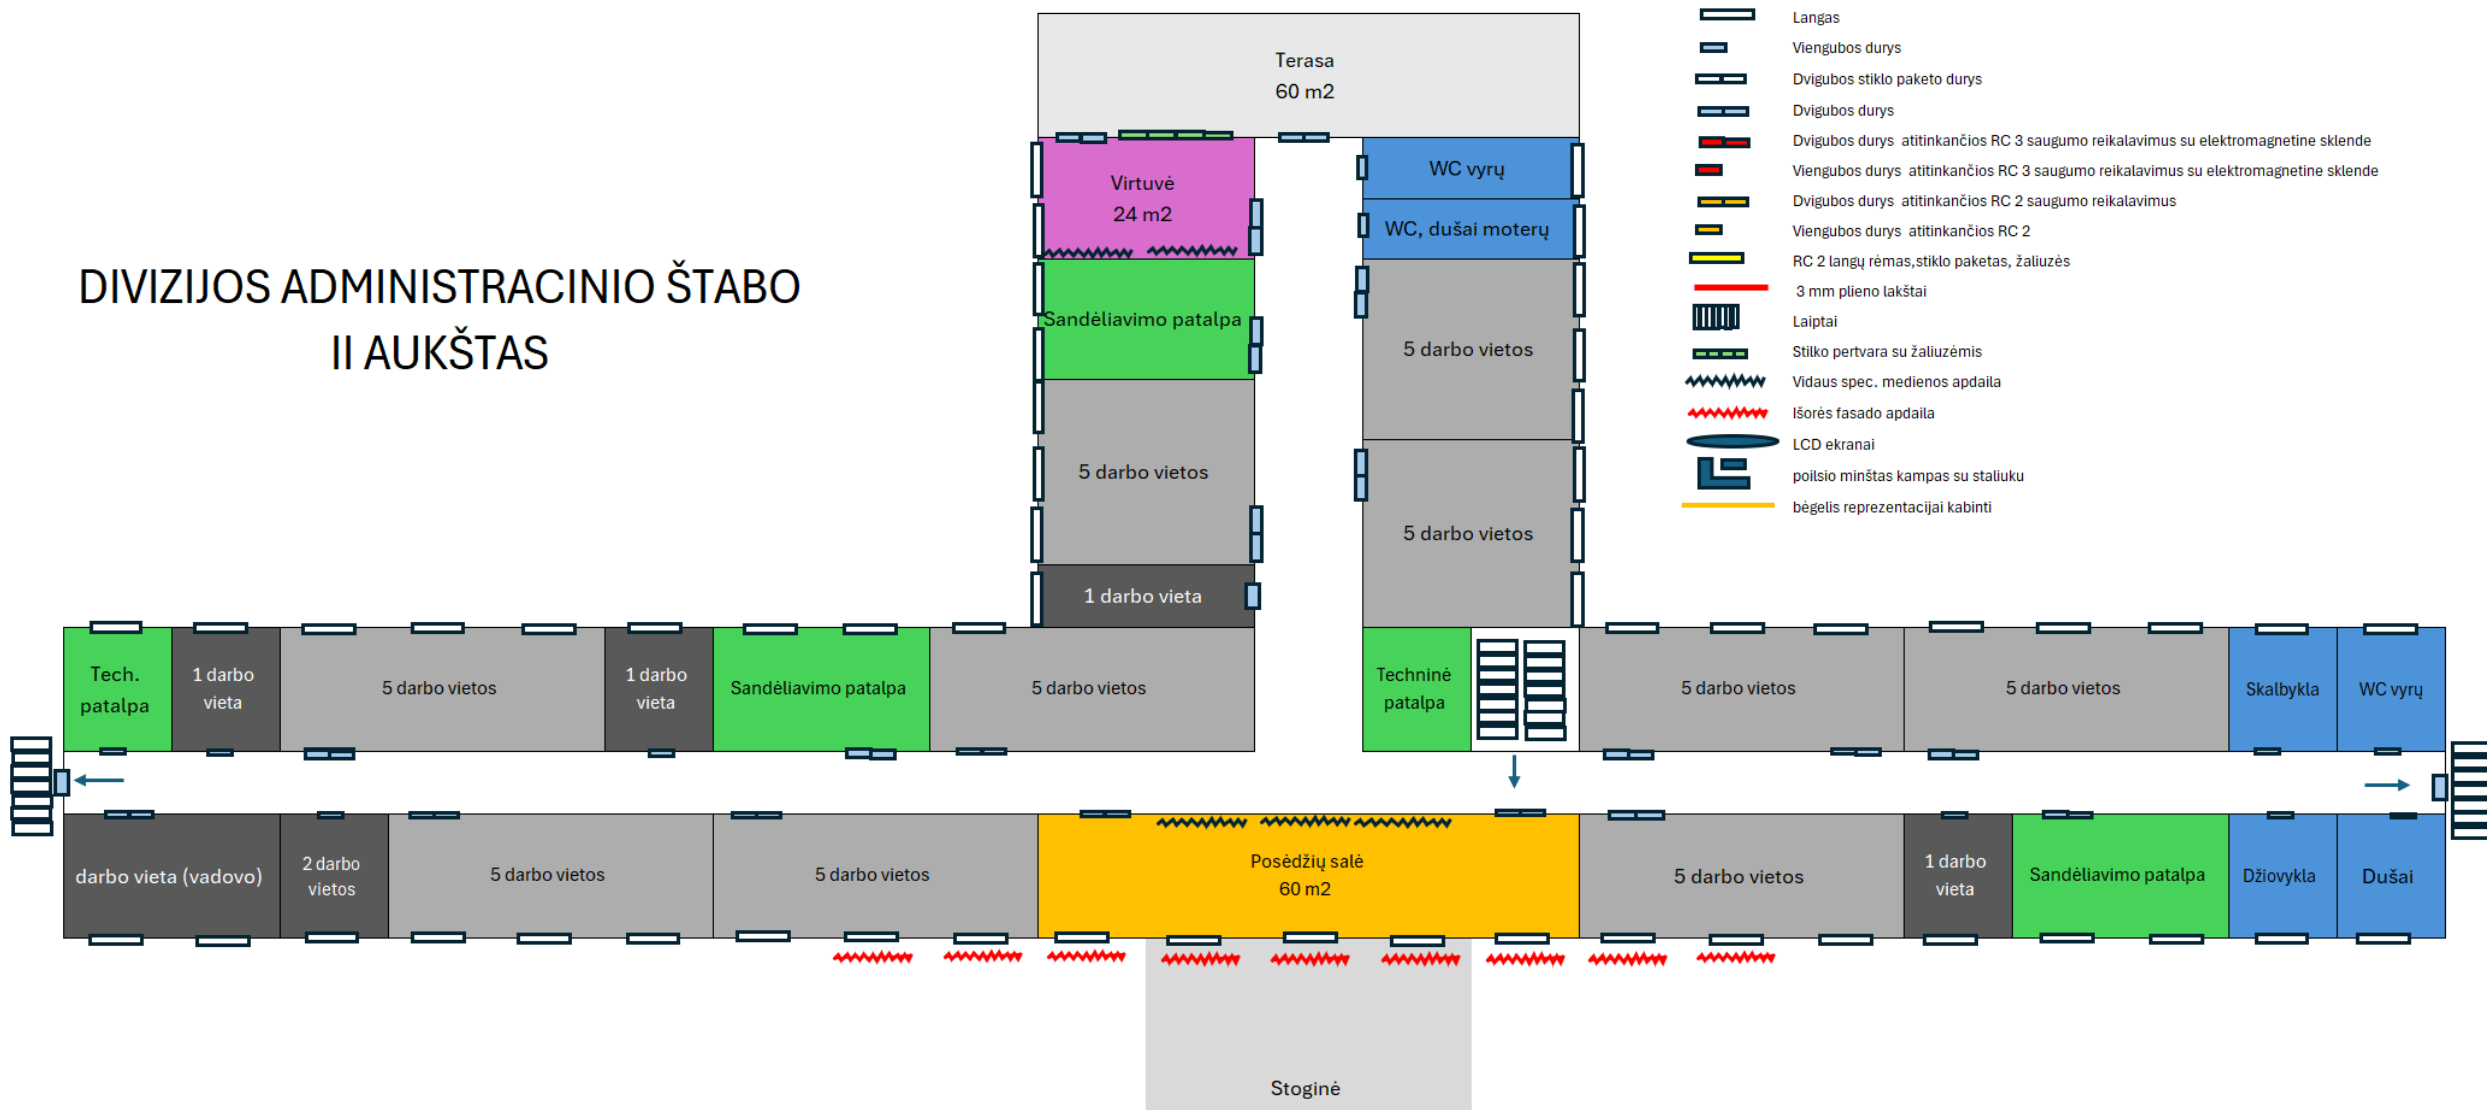 Terasa
60 m2
Langas
Viengubos durys
Dvigubos stiklo paketo durys
Dvigubos durys
Dvigubos durys atitinkančios RC 3 saugumo reikalavimus su elektromagnetine sklende
Viengubos durys atitinkančios RC 3 saugumo reikalavimus su elektromagnetine sklende
Dvigubos durys atitinkančios RC 2 saugumo reikalavimus
Viengubos durys atitinkančios RC 2
RC 2 langų rėmas,stiklo paketas, žaliuzės
3 mm plieno lakštai
Laiptai
Stilko pertvara su žaliuzėmis
Vidaus spec. medienos apdaila
Išorės fasado apdaila
LCD ekranai
poilsio minštas kampas su staliuku
bėgelis reprezentacijai kabinti
DIVIZIJOS ADMINISTRACINIO ŠTABO
II AUKŠTAS
Virtuvė
24 m2
WC vyrų
WC, dušai moterų
Sandėliavimo patalpa
5 darbo vietos
5 darbo vietos
5 darbo vietos
1 darbo vieta
Tech.
patalpa
1 darbo
vieta
5 darbo vietos
1 darbo
vieta
Sandėliavimo patalpa
5 darbo vietos
Techninė
patalpa
5 darbo vietos
5 darbo vietos
Skalbykla
WC vyrų
darbo vieta (vadovo)
2 darbo
vietos
5 darbo vietos
5 darbo vietos
Posėdžių salė
60 m2
5 darbo vietos
1 darbo
vieta
Sandėliavimo patalpa
Džiovykla
Dušai
Stoginė